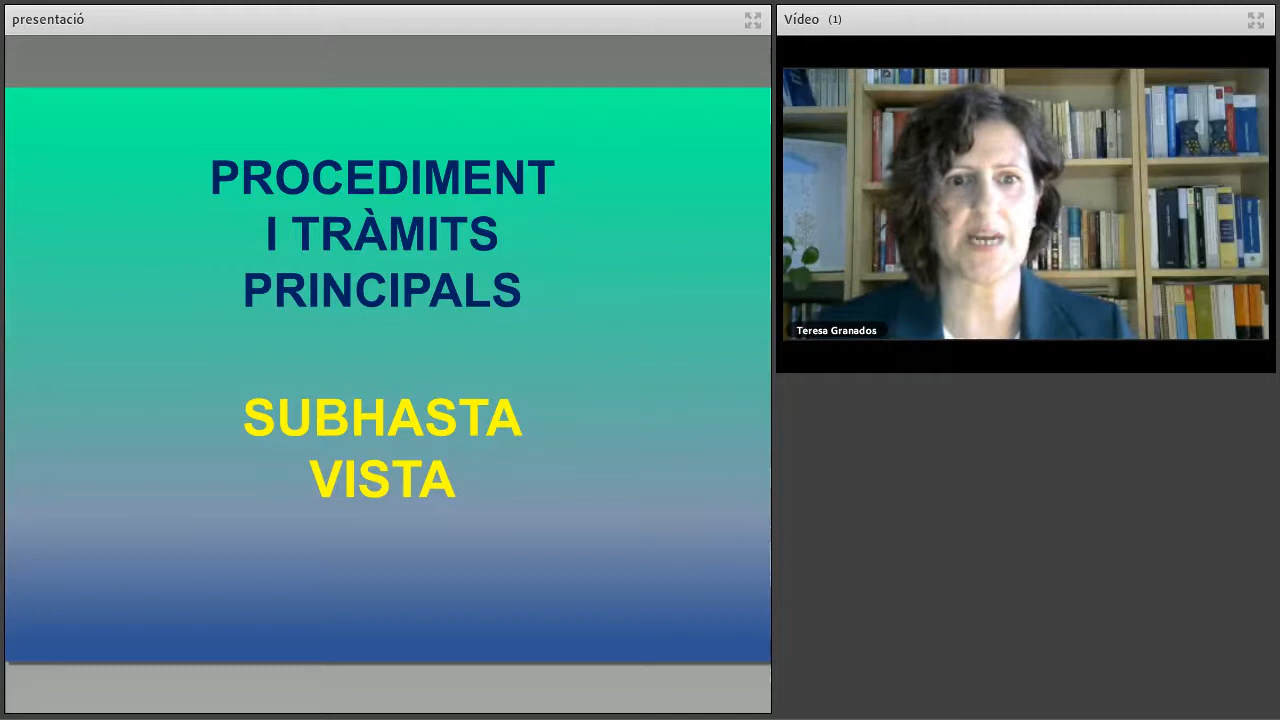 presentació
PROCEDIMENT
I TRÀMITS
PRINCIPALS
SUBHASTA
VISTA
Vídeo (1)
Teresa Granados